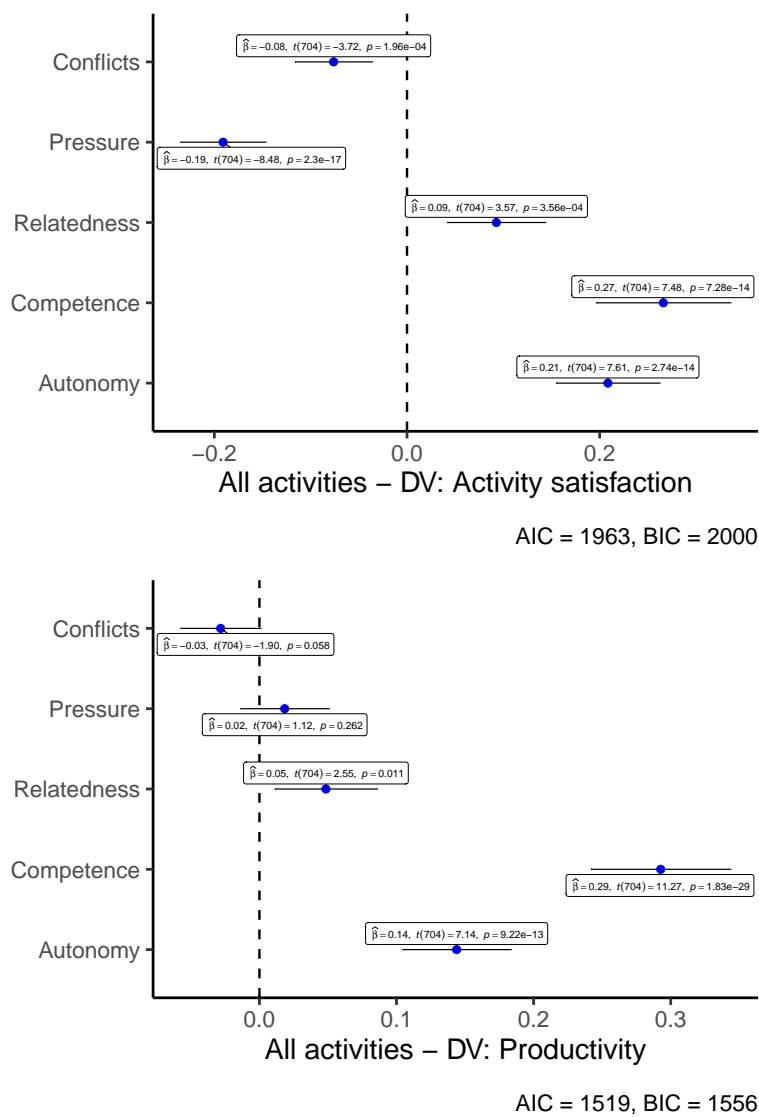 β̂ = −0.08, t(704) = −3.72, p = 1.96e−04
Conflicts
Pressure
β̂ = −0.19, t(704) = −8.48, p = 2.3e−17
β̂ = 0.09, t(704) = 3.57, p = 3.56e−04
Relatedness
β̂ = 0.27, t(704) = 7.48, p = 7.28e−14
Competence
β̂ = 0.21, t(704) = 7.61, p = 2.74e−14
Autonomy
−0.2 0.0 0.2
All activities − DV: Activity satisfaction
AIC = 1963, BIC = 2000
Conflicts
β̂ = −0.03, t(704) = −1.90, p = 0.058
Pressure
β̂ = 0.02, t(704) = 1.12, p = 0.262
β̂ = 0.05, t(704) = 2.55, p = 0.011
Relatedness
Competence
β̂ = 0.29, t(704) = 11.27, p = 1.83e−29
β̂ = 0.14, t(704) = 7.14, p = 9.22e−13
Autonomy
0.0 0.1 0.2 0.3
All activities − DV: Productivity
AIC = 1519, BIC = 1556